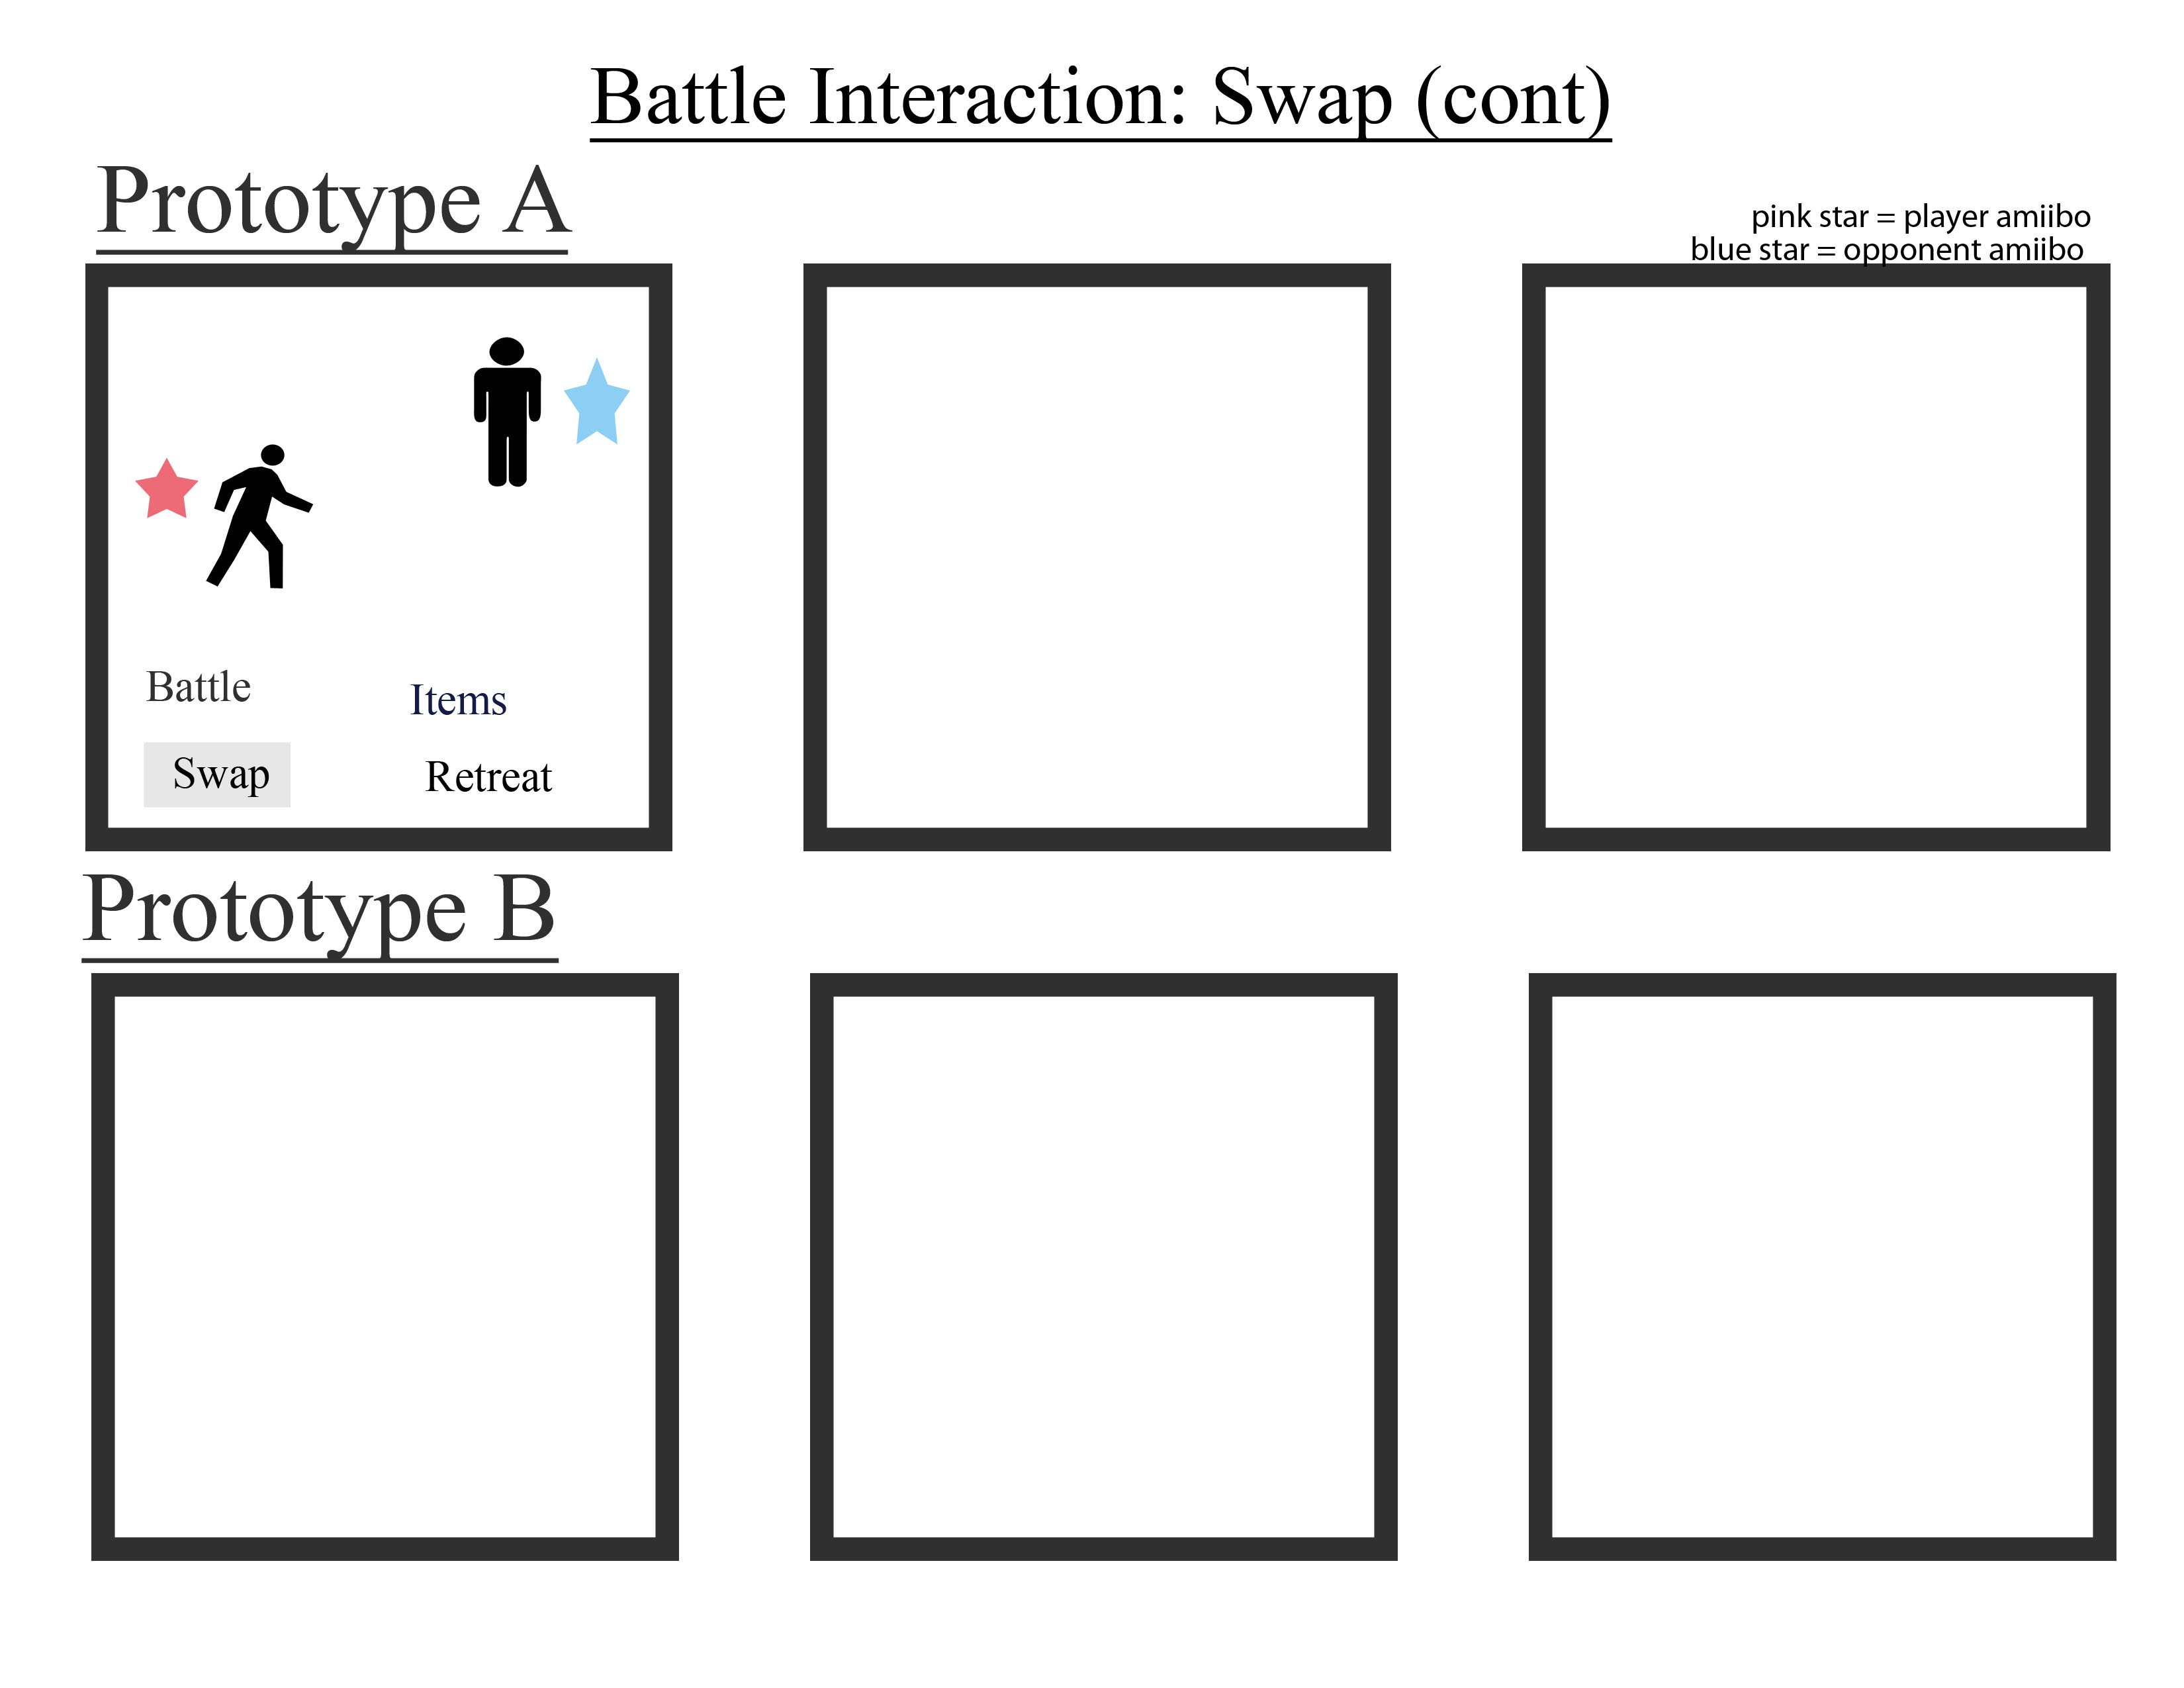 Battle Interaction: Swap (cont)
Prototype A
pink star = player amiibo
blue star = opponent amiibo
Battle
Items
Swap
Retreat
Prototype B